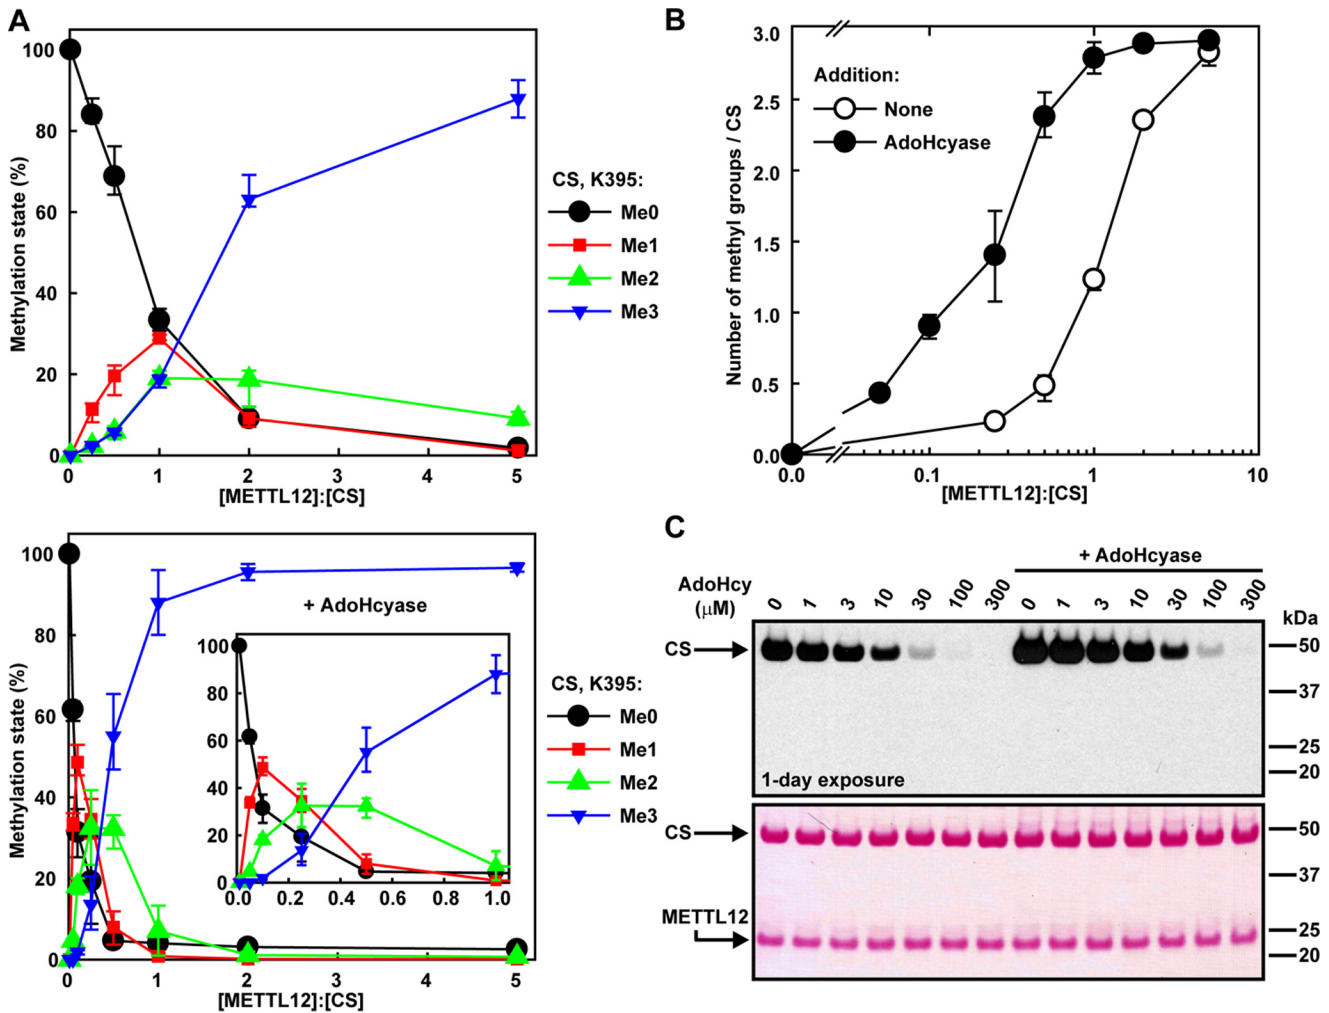 A
Methylation state (%)
100
80
60
40
20
0
0 1 2 3 4 5
[METTL12]:[CS]
CS, K395:
Me0
Me1
Me2
Me3
B
Number of methyl groups / CS
3.0
2.5
2.0
1.5
1.0
0.5
0.0
0.0 0.1 1 10
[METTL12]:[CS]
Addition:
None
AdoHcyase
Methylation state (%)
100
80
60
40
20
0
0 1 2 3 4 5
[METTL12]:[CS]
+ AdoHcyase
100
80
60
40
20
0
0.0 0.2 0.4 0.6 0.8 1.0
CS, K395:
Me0
Me1
Me2
Me3
C
+ AdoHcyase
AdoHcy
(μM)
0 1 3 10 30 100 300 0 1 3 10 30 100 300
kDa
CS
50
37
25
20
1-day exposure
CS
50
37
METTL12
25
20